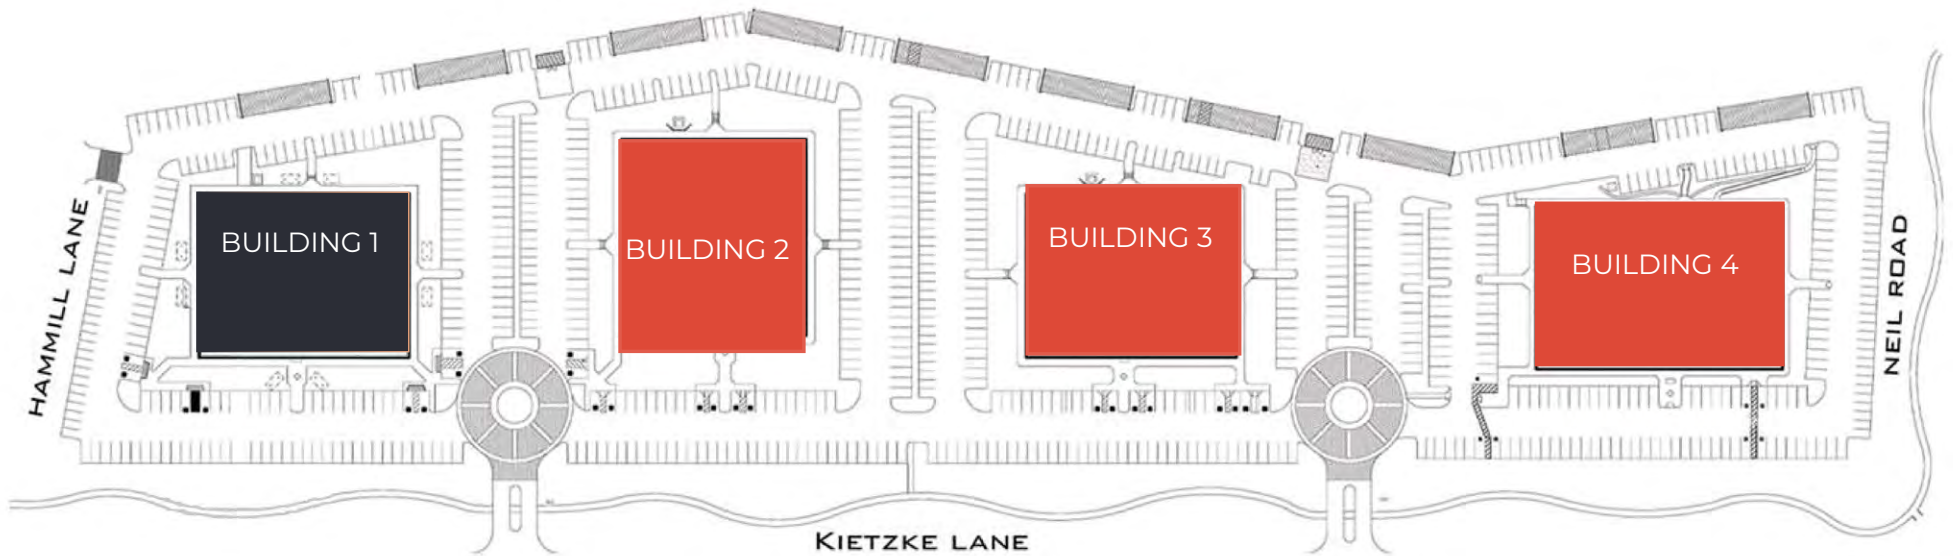 BUILDING 1
BUILDING 2
BUILDING 3
BUILDING 4
HAMMILL LANE
NEIL ROAD
KIETZKE LANE